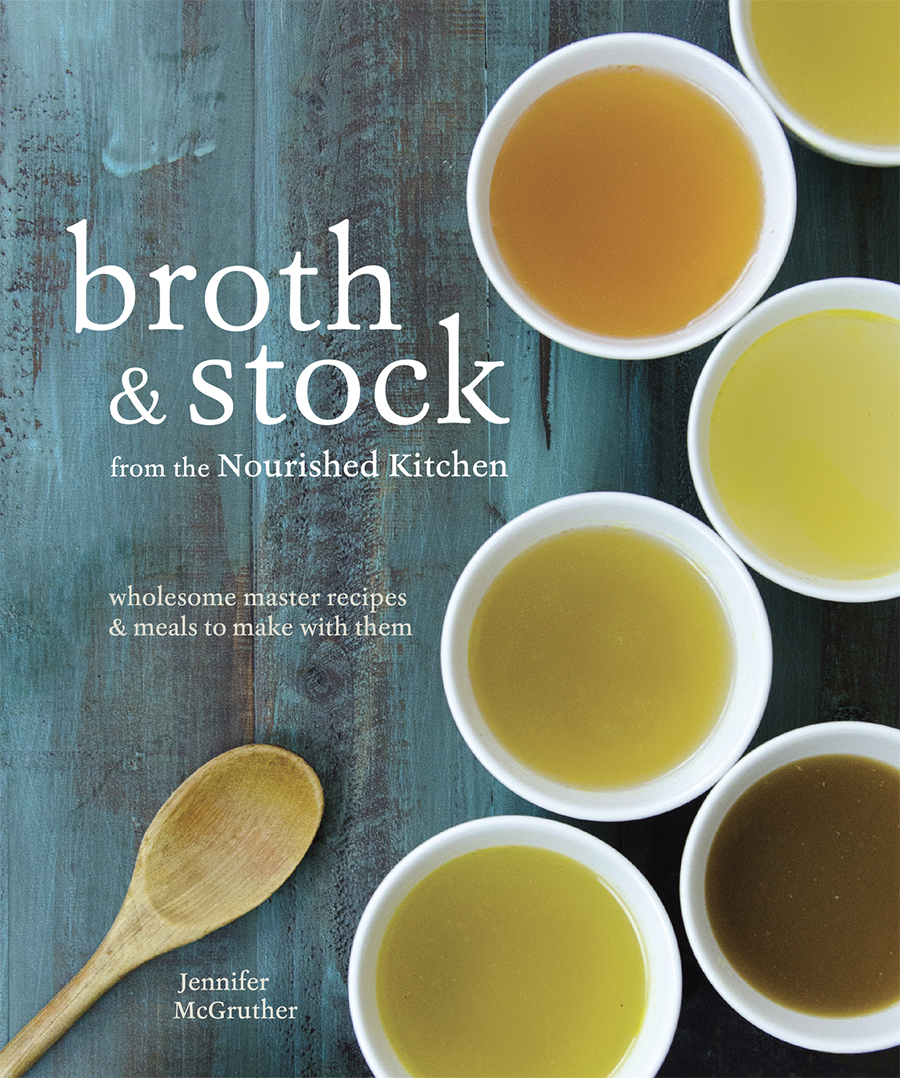 broth
& stock
from the Nourished Kitchen
wholesome master recipes
& meals to make with them
Jennifer
McGruther